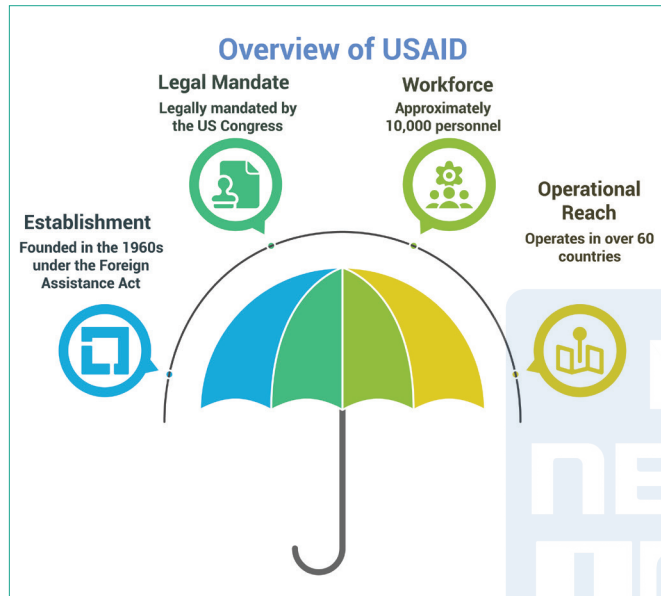 Overview of USAID
Legal Mandate
Legally mandated by
the US Congress
Workforce
Approximately
10,000 personnel
Establishment
Founded in the 1960s
under the Foreign
Assistance Act
Operational
Reach
Operates in over 60
countries